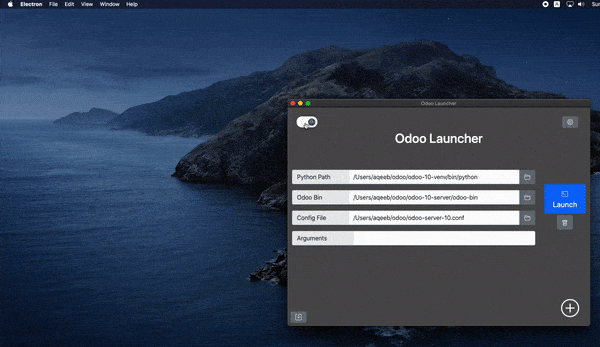 Electron File Edit View Window Help
A
Sun
Odoo Launcher
Odoo Launcher
Python Path /Users/aqeeb/odoo/odoo-10-venv/bin/python
Odoo Bin /Users/aqeeb/odoo/odoo-10-server/odoo-bin
Config File /Users/aqeeb/odoo/odoo-server-10.conf
Launch
Arguments